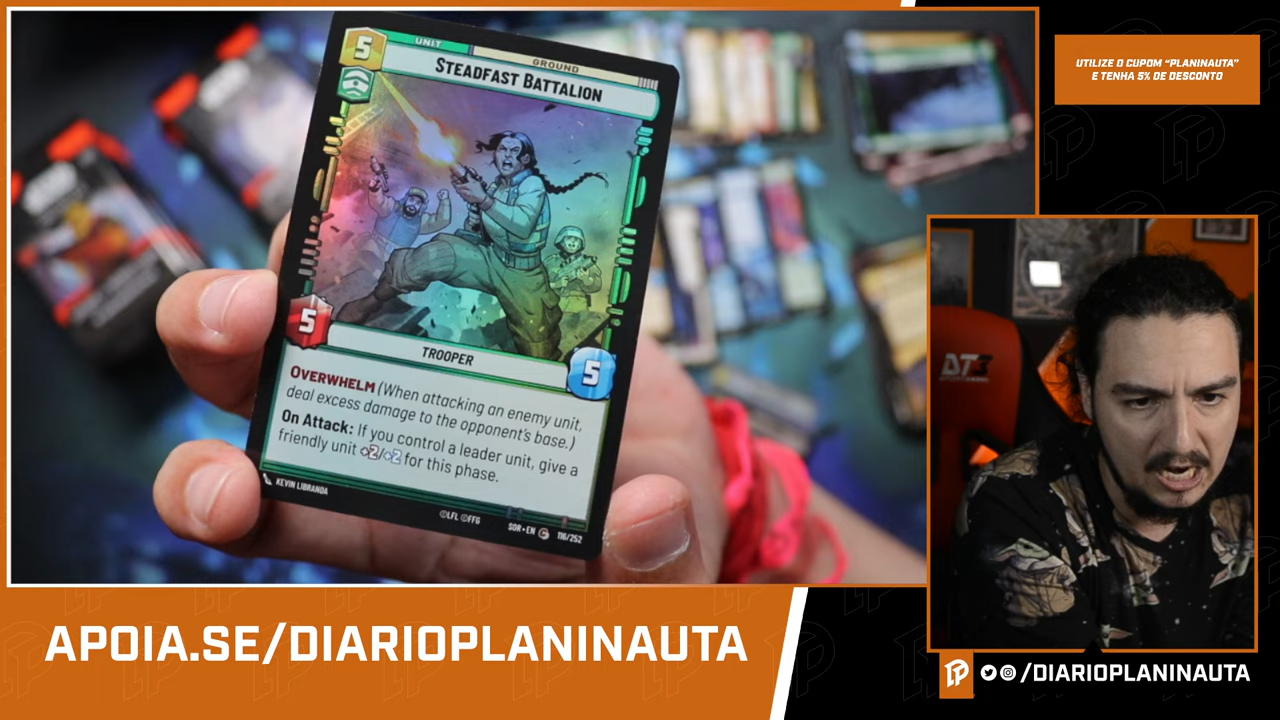 5
UNIT
GROUND
STEADFAST BATTALION
5
TROOPER
5
OVERWHELM (When attacking an enemy unit,
deal excess damage to the opponent's base.)
On Attack: If you control a leader unit, give a
friendly unit +2/+2 for this phase.
KEVIN LIBRANDA
©LFL ©FFG
SOR • EN C 116/252
UTILIZE O CUPOM “PLANINAUTA”
E TENHA 5% DE DESCONTO
DT3
APOIA.SE/DIARIOPLANINAUTA
/DIARIOPLANINAUTA